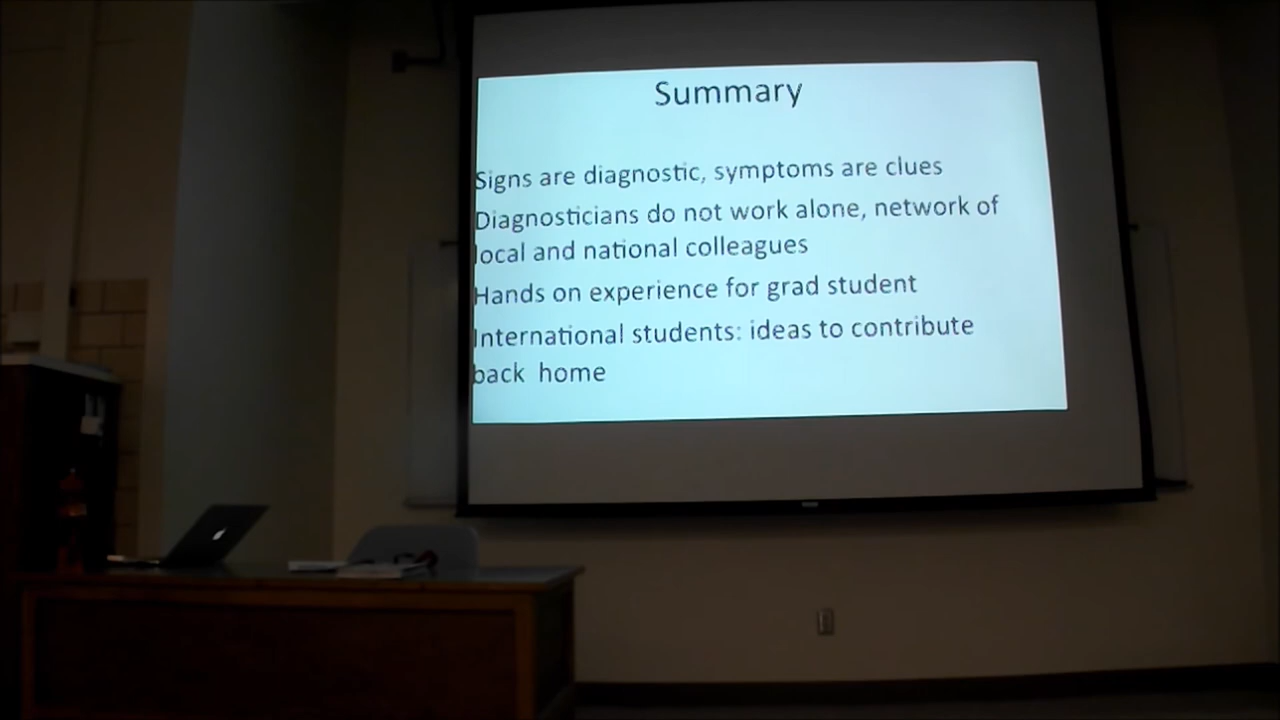 Summary
Signs are diagnostic, symptoms are clues
Diagnosticians do not work alone, network of
local and national colleagues
Hands on experience for grad student
International students: ideas to contribute
back home